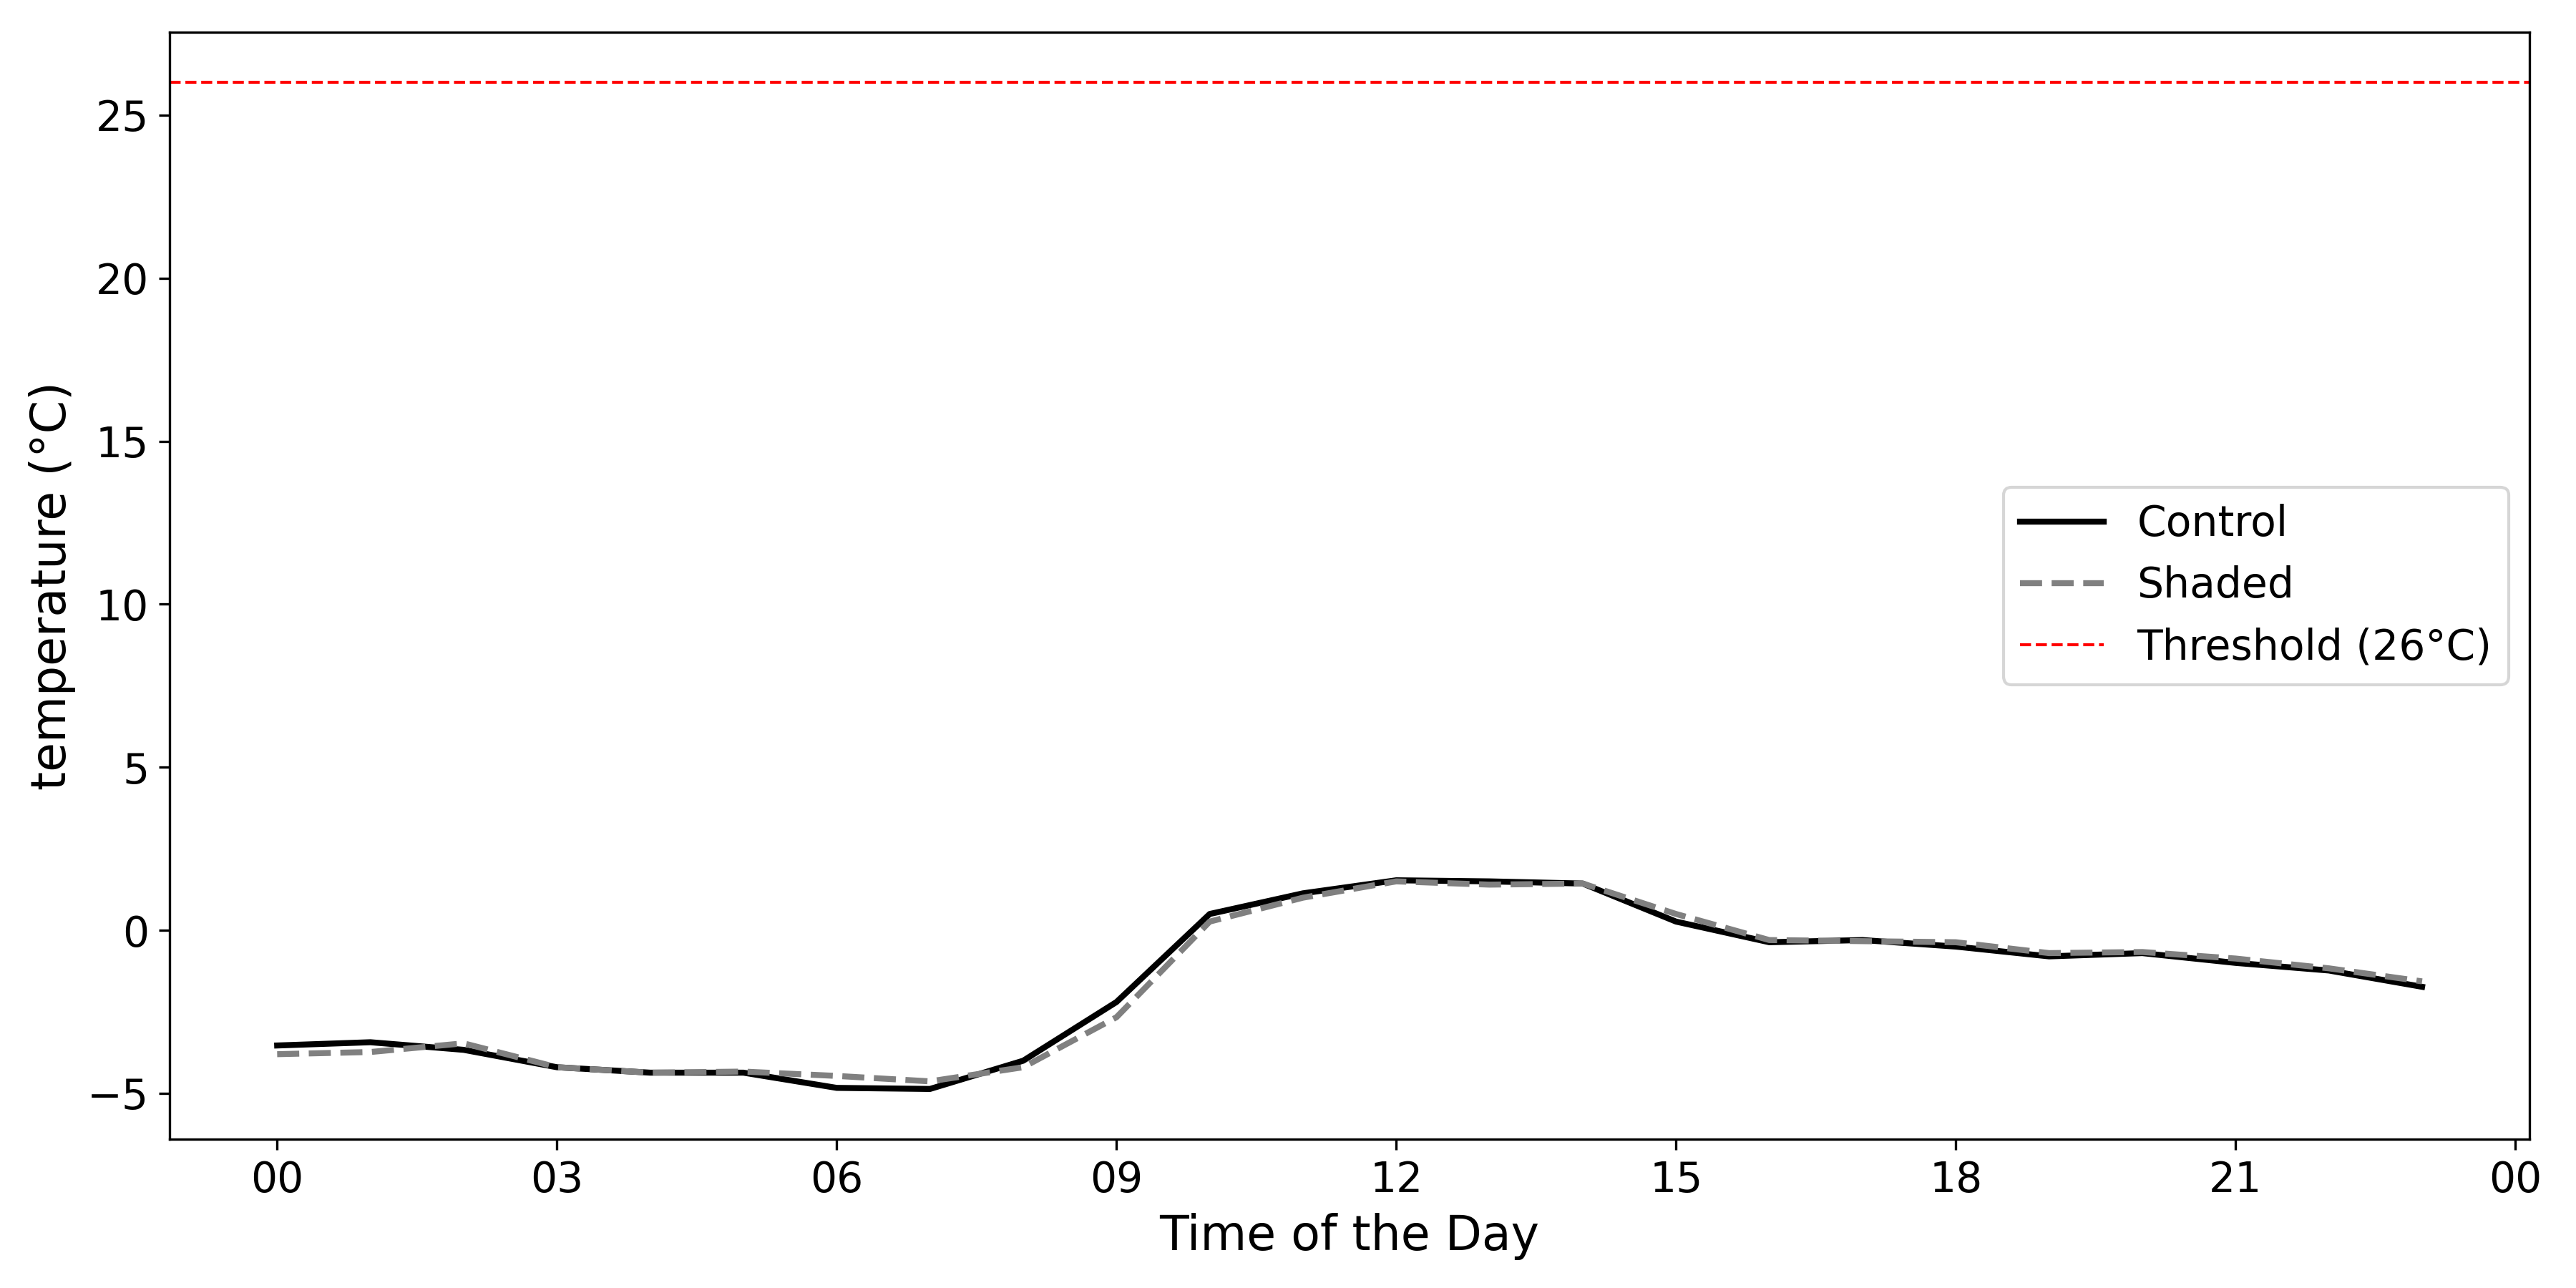 25
20
15
10
5
0
−5
temperature (°C)
Control
Shaded
Threshold (26°C)
00 03 06 09 12 15 18 21 00
Time of the Day